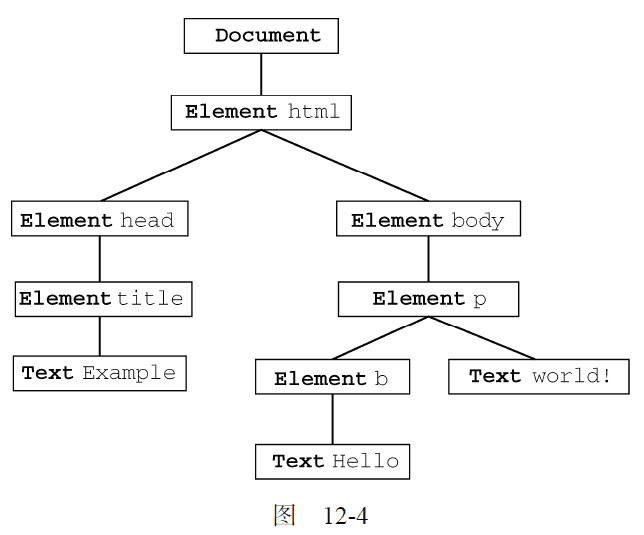 Document
Element html
Element head
Element body
Element title
Element p
Text Example
Element b
Text world!
Text Hello
图 12-4